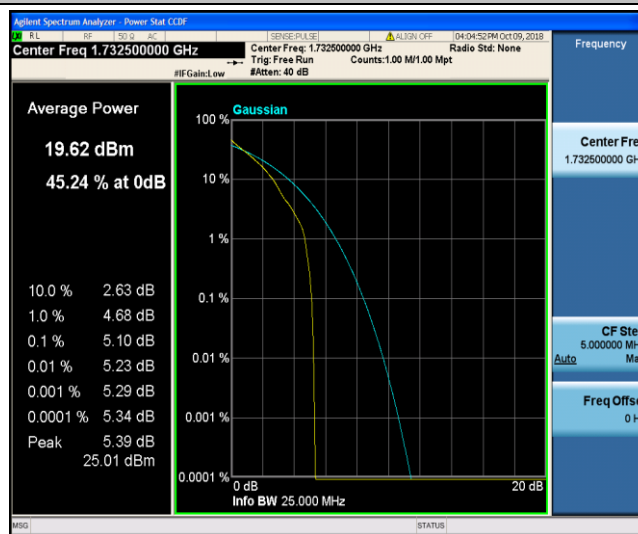 Agilent Spectrum Analyzer - Power Stat CCDF
RL RF 50 Ω AC SENSE:PULSE ALIGN OFF 04:04:52PM Oct 09, 2018
Center Freq 1.732500000 GHz
Center Freq: 1.732500000 GHz Radio Std: None
Trig: Free Run Counts:1.00 M/1.00 Mpt
#IFGain:Low #Atten: 40 dB
Frequency
Average Power
19.62 dBm
45.24 % at 0dB
10.0 % 2.63 dB
1.0 % 4.68 dB
0.1 % 5.10 dB
0.01 % 5.23 dB
0.001 % 5.29 dB
0.0001 % 5.34 dB
Peak 5.39 dB
25.01 dBm
Gaussian
100 %
10 %
1 %
0.1 %
0.01 %
0.001 %
0.0001 %
0 dB 20 dB
Info BW 25.000 MHz
Center Fre
1.732500000 GH
CF Ste
5.000000 MH
Auto Ma
Freq Offse
0 H
MSG STATUS